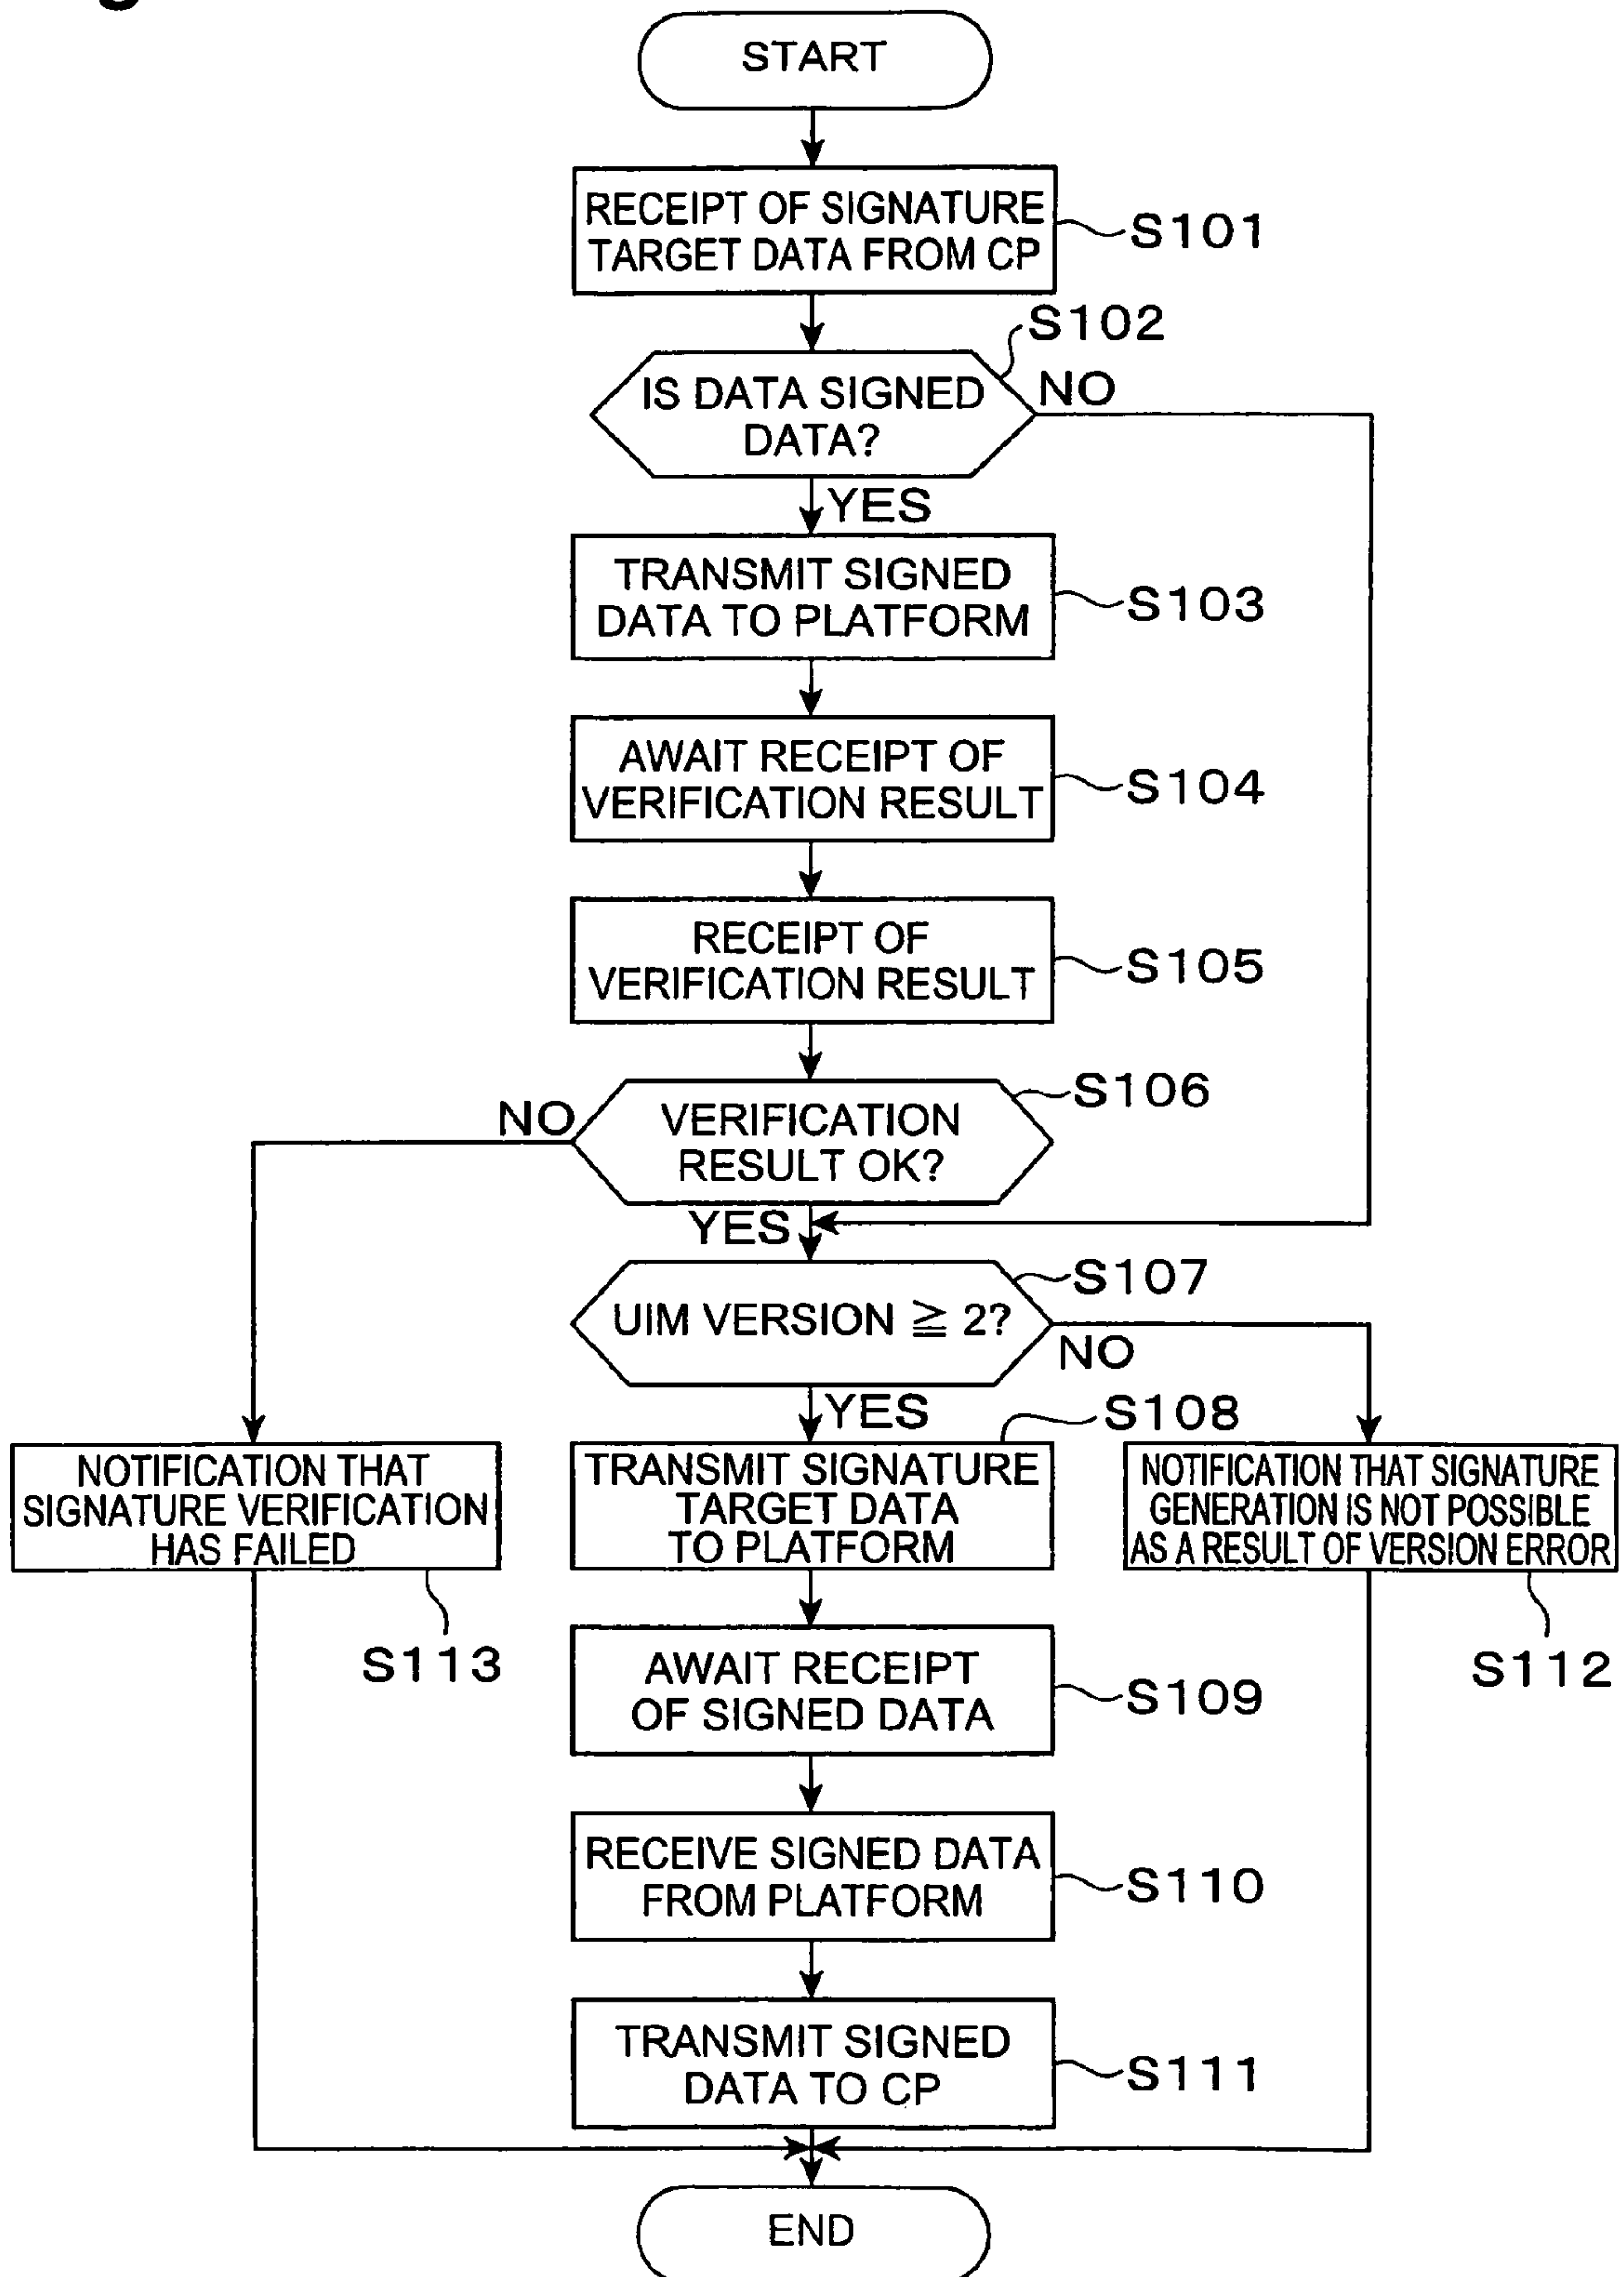 START
RECEIPT OF SIGNATURE
TARGET DATA FROM CP
S101
S102
IS DATA SIGNED
DATA?
NO
YES
TRANSMIT SIGNED
DATA TO PLATFORM
S103
AWAIT RECEIPT OF
VERIFICATION RESULT
S104
RECEIPT OF
VERIFICATION RESULT
S105
S106
NO
VERIFICATION
RESULT OK?
YES
S107
UIM VERSION ≧ 2?
NO
YES
S108
NOTIFICATION THAT
SIGNATURE VERIFICATION
HAS FAILED
S113
TRANSMIT SIGNATURE
TARGET DATA
TO PLATFORM
NOTIFICATION THAT SIGNATURE
GENERATION IS NOT POSSIBLE
AS A RESULT OF VERSION ERROR
S112
AWAIT RECEIPT
OF SIGNED DATA
S109
RECEIVE SIGNED DATA
FROM PLATFORM
S110
TRANSMIT SIGNED
DATA TO CP
S111
END